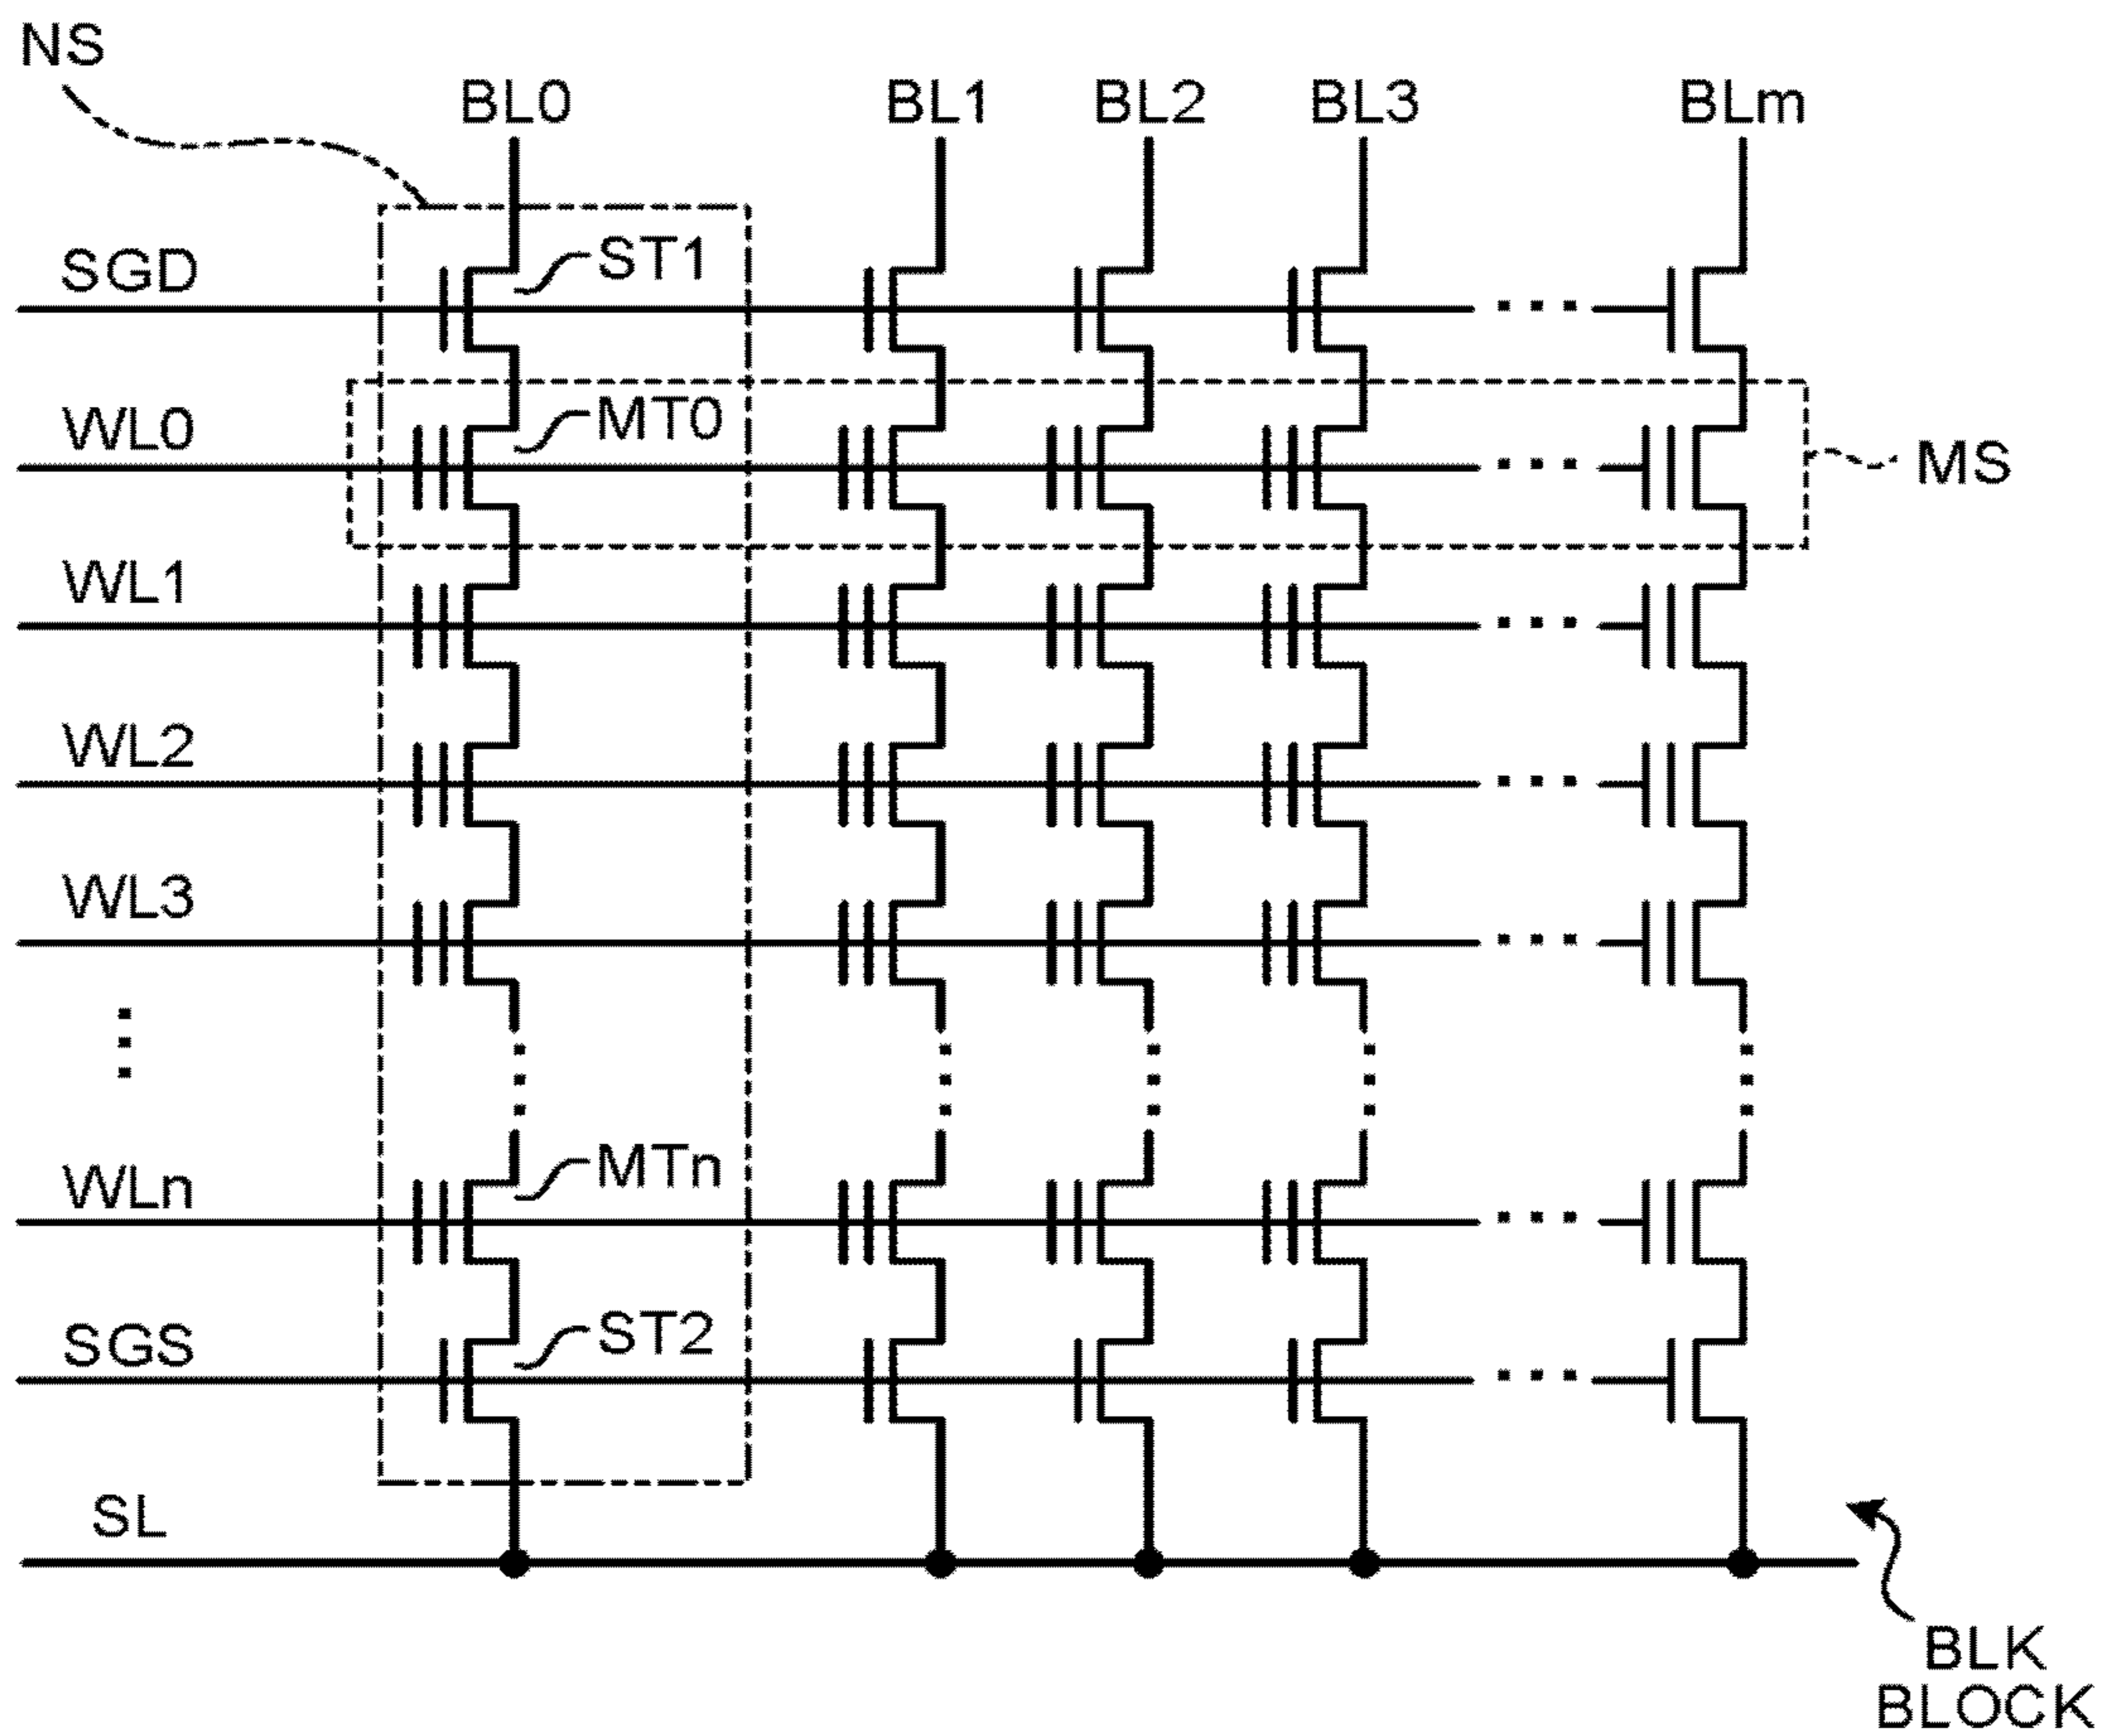 NS
BL0 BL1 BL2 BL3 BLm
SGD
ST1
WL0
MT0
MS
WL1
WL2
WL3
WLn
MTn
SGS
ST2
SL
BLK
BLOCK